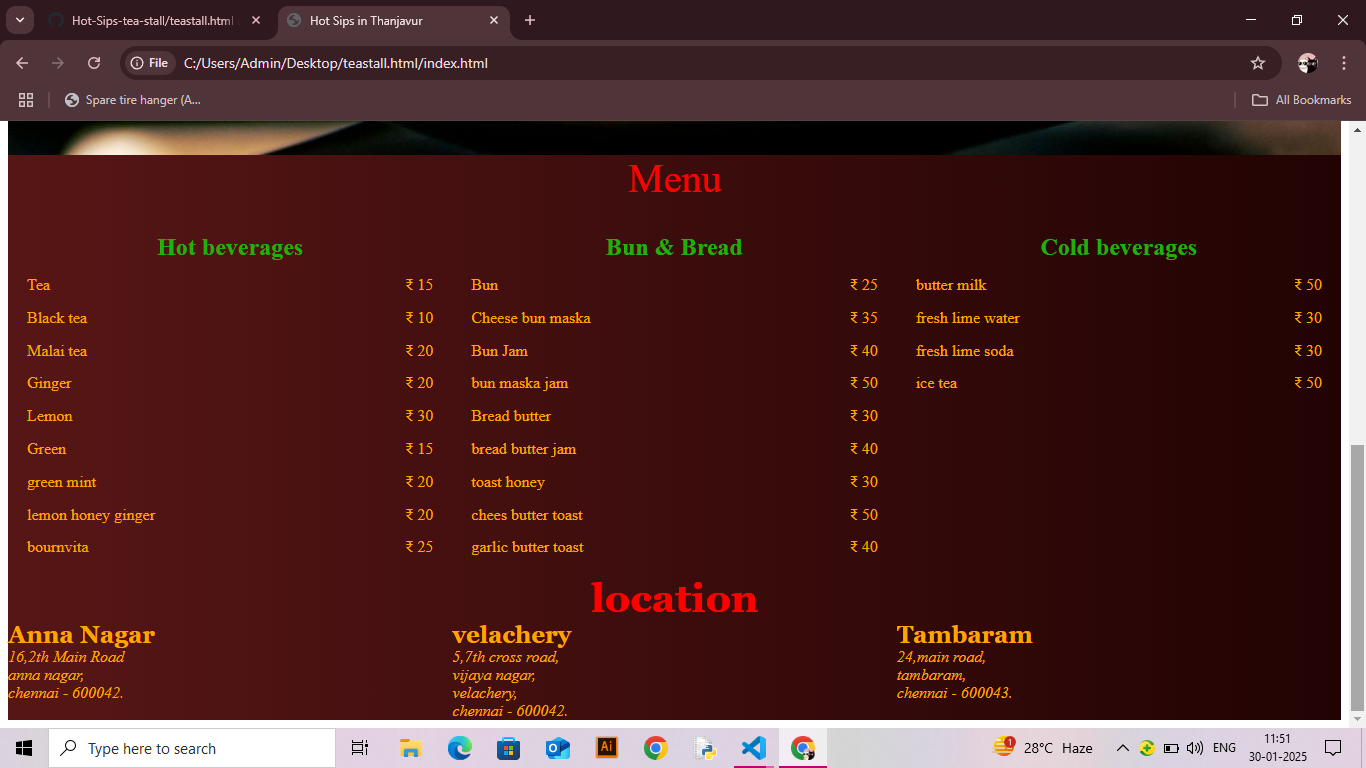 Hot-Sips-tea-stall/teastall.html
Hot Sips in Thanjavur
File
C:/Users/Admin/Desktop/teastall.html/index.html
Spare tire hanger (A...
All Bookmarks
Menu
Hot beverages
Tea ₹ 15
Black tea ₹ 10
Malai tea ₹ 20
Ginger ₹ 20
Lemon ₹ 30
Green ₹ 15
green mint ₹ 20
lemon honey ginger ₹ 20
bournvita ₹ 25
Bun & Bread
Bun ₹ 25
Cheese bun maska ₹ 35
Bun Jam ₹ 40
bun maska jam ₹ 50
Bread butter ₹ 30
bread butter jam ₹ 40
toast honey ₹ 30
chees butter toast ₹ 50
garlic butter toast ₹ 40
Cold beverages
butter milk ₹ 50
fresh lime water ₹ 30
fresh lime soda ₹ 30
ice tea ₹ 50
location
Anna Nagar
16,2th Main Road
anna nagar,
chennai - 600042.
velachery
5,7th cross road,
vijaya nagar,
velachery,
chennai - 600042.
Tambaram
24,main road,
tambaram,
chennai - 600043.
Type here to search
Ai
1
28°C Haze
ENG
11:51
30-01-2025